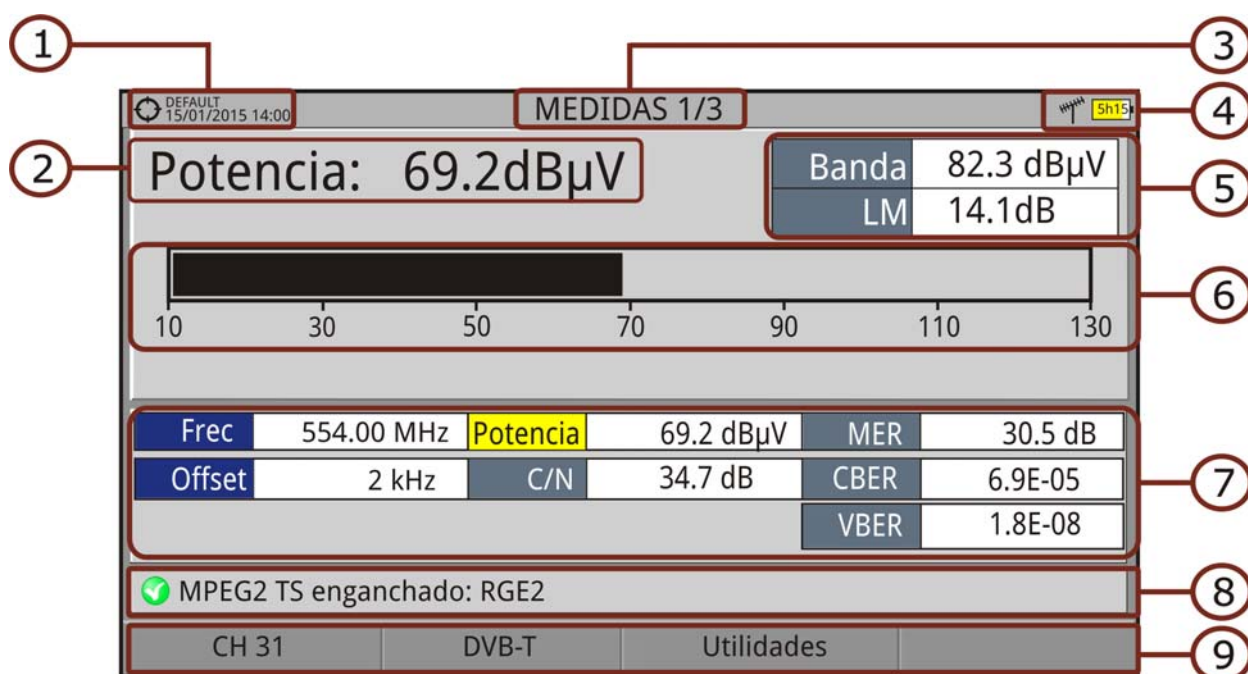 1
3
DEFAULT
15/01/2015 14:00
MEDIDAS 1/3
5h15
4
2
Potencia: 69.2dBµV
Banda 82.3 dBµV
LM 14.1dB
5
6
10 30 50 70 90 110 130
Frec 554.00 MHz Potencia 69.2 dBµV MER 30.5 dB
Offset 2 kHz C/N 34.7 dB CBER 6.9E-05
VBER 1.8E-08
7
MPEG2 TS enganchado: RGE2
8
CH 31 DVB-T Utilidades
9